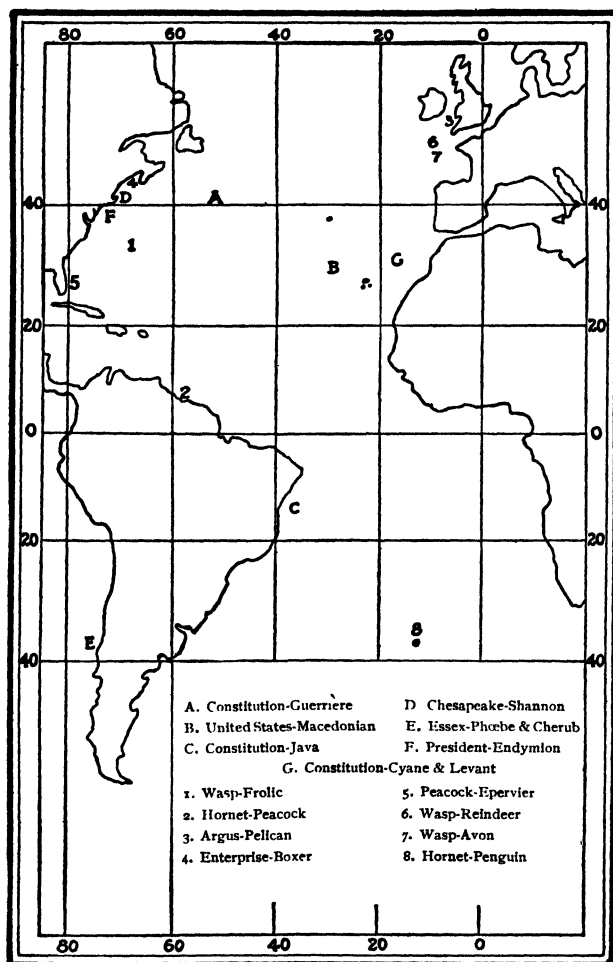 80 60 40 20 0
3
6
7
4
D
40 F A 40
1
B G
5
20 20
2
0 0
C
20 20
8
E
40 40
A. Constitution-Guerrière D Chesapeake-Shannon
B. United States-Macedonian E. Essex-Phœbe & Cherub
C. Constitution-Java F. President-Endymion
G. Constitution-Cyane & Levant
1. Wasp-Frolic 5. Peacock-Epervier
2. Hornet-Peacock 6. Wasp-Reindeer
3. Argus-Pelican 7. Wasp-Avon
4. Enterprise-Boxer 8. Hornet-Penguin
80 60 40 20 0